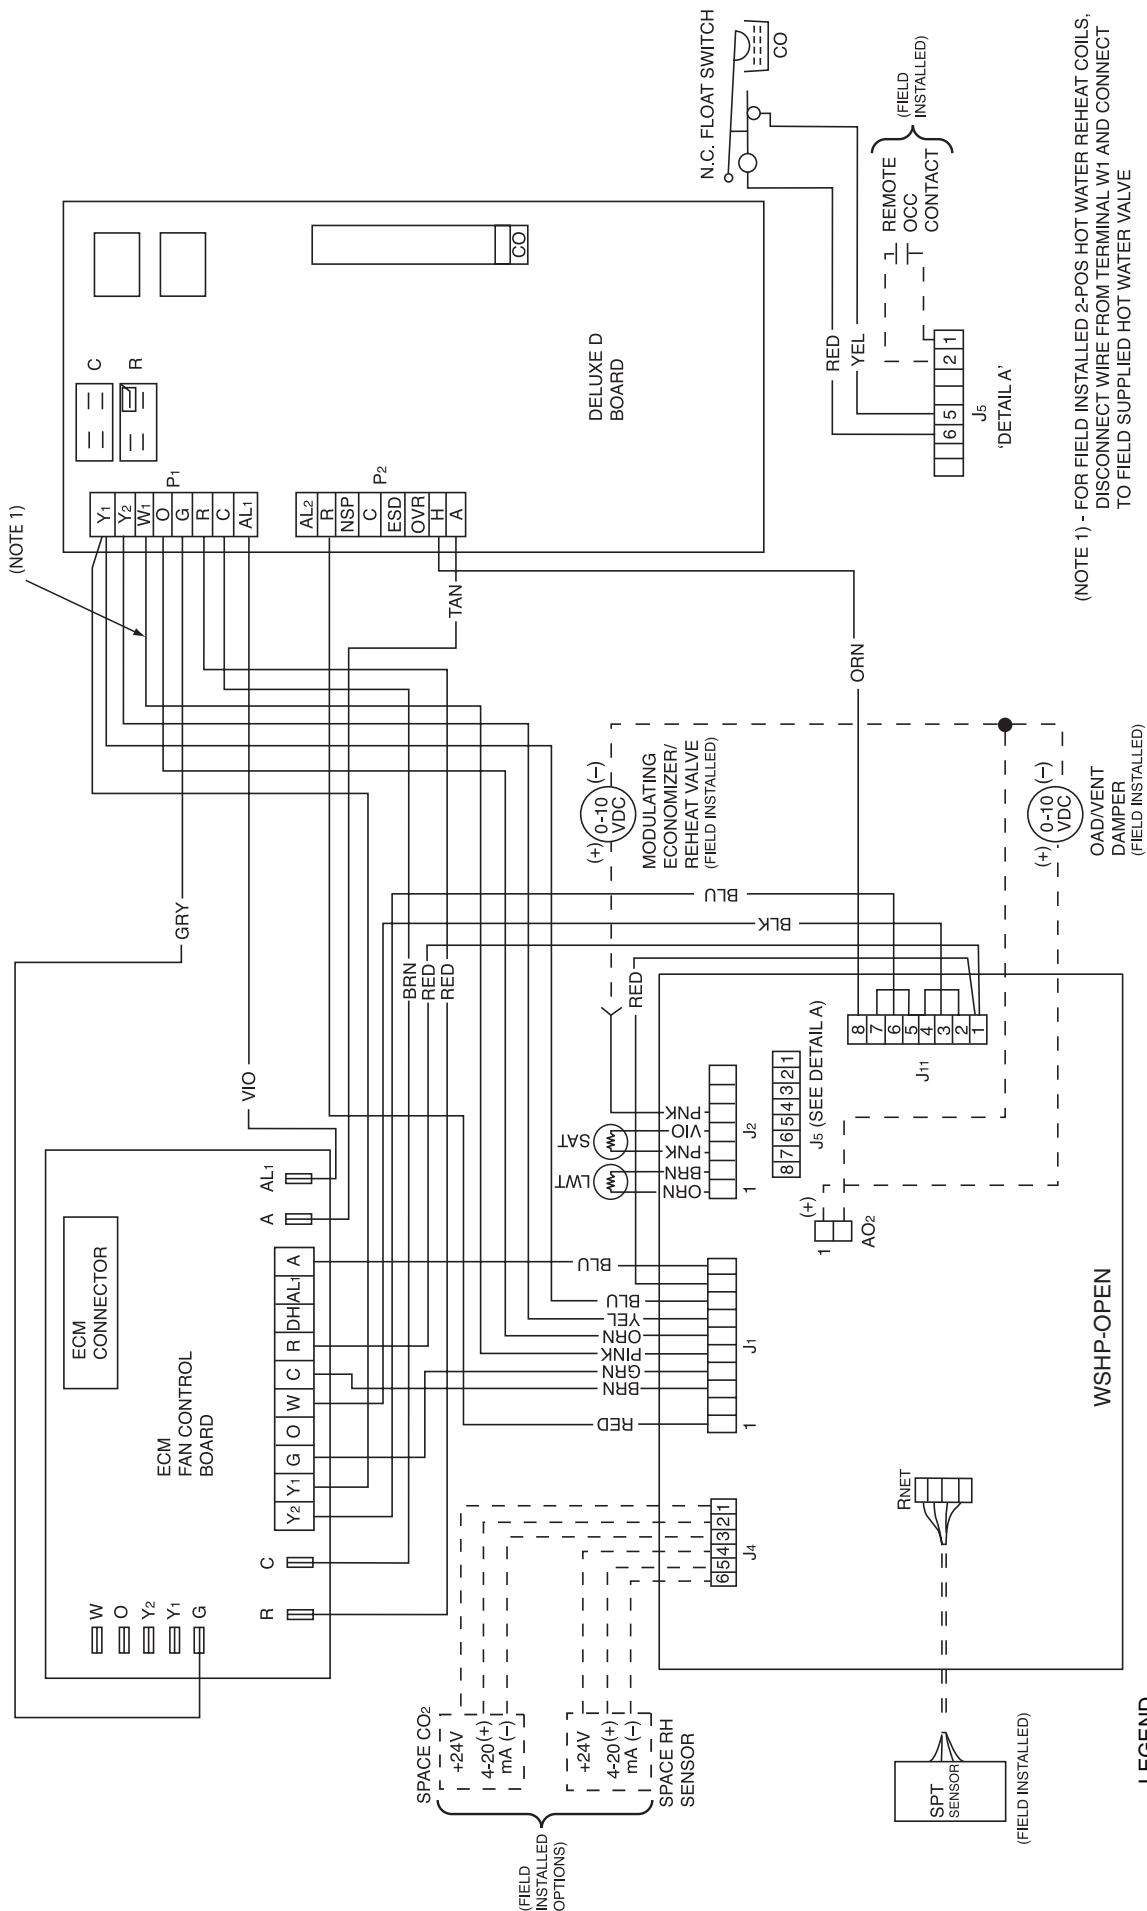 (NOTE 1)
Y1
Y2
W1
O
G
R
C
AL1
P1
C
R
AL2
R
NSP
C
ESD
OVR
H
A
P2
DELUXE D
BOARD
CO
N.C. FLOAT SWITCH
CO
RED
YEL
REMOTE
OCC
CONTACT
(FIELD
INSTALLED)
6 5 2 1
J5
'DETAIL A'
(NOTE 1) - FOR FIELD INSTALLED 2-POS HOT WATER REHEAT COILS,
DISCONNECT WIRE FROM TERMINAL W1 AND CONNECT
TO FIELD SUPPLIED HOT WATER VALVE
GRY
VIO
TAN
ORN
BRN
RED
RED
RED
BLU
BLK
(+) 0-10 VDC (–)
MODULATING
ECONOMIZER/
REHEAT VALVE
(FIELD INSTALLED)
(+) 0-10 VDC (–)
OAD/VENT
DAMPER
(FIELD INSTALLED)
ECM
CONNECTOR
ECM
FAN CONTROL
BOARD
W
O
Y2
Y1
G
R
C
Y2 Y1 G O W C R DH AL1 A
A
AL1
RED
BRN
GRN
PINK
ORN
YEL
BLU
BLU
1
J1
LWT
SAT
ORN
BRN
PNK
VIO
PNK
1
J2
8 7 6 5 4 3 2 1
J5 (SEE DETAIL A)
8
7
6
5
4
3
2
1
J11
(+)
1
AO2
WSHP-OPEN
6 5 4 3 2 1
J4
RNET
SPACE CO2
+24V
4-20 (+)
mA (–)
+24V
4-20 (+)
mA (–)
SPACE RH
SENSOR
(FIELD
INSTALLED
OPTIONS)
SPT
SENSOR
(FIELD INSTALLED)
LEGEND